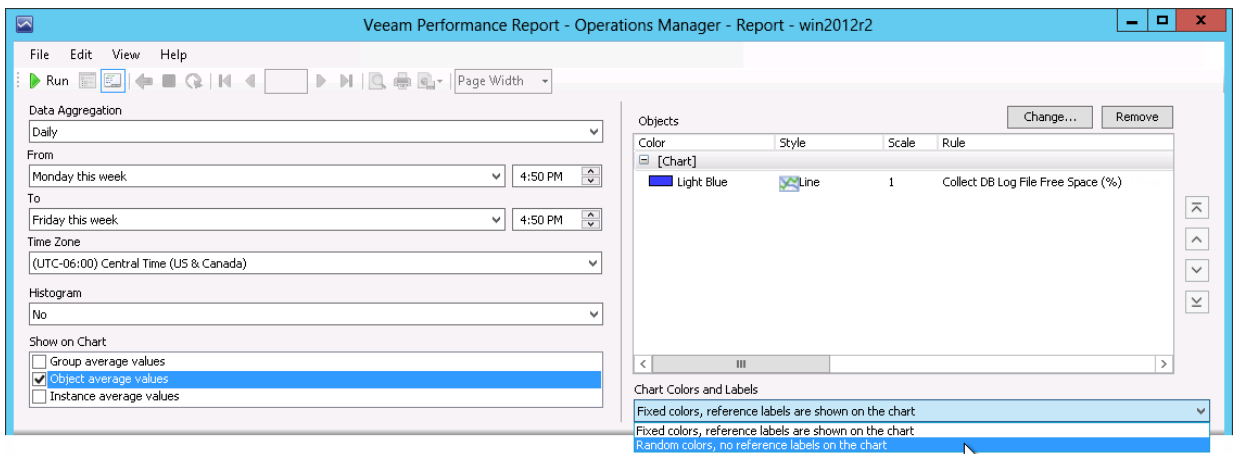 Veeam Performance Report - Operations Manager - Report - win2012r2
File Edit View Help
Run Page Width
Data Aggregation
Daily
From
Monday this week 4:50 PM
To
Friday this week 4:50 PM
Time Zone
(UTC-06:00) Central Time (US & Canada)
Histogram
No
Show on Chart
Group average values
Object average values
Instance average values
Objects Change... Remove
Color Style Scale Rule
[Chart]
Light Blue Line 1 Collect DB Log File Free Space (%)
Chart Colors and Labels
Fixed colors, reference labels are shown on the chart
Fixed colors, reference labels are shown on the chart
Random colors, no reference labels on the chart